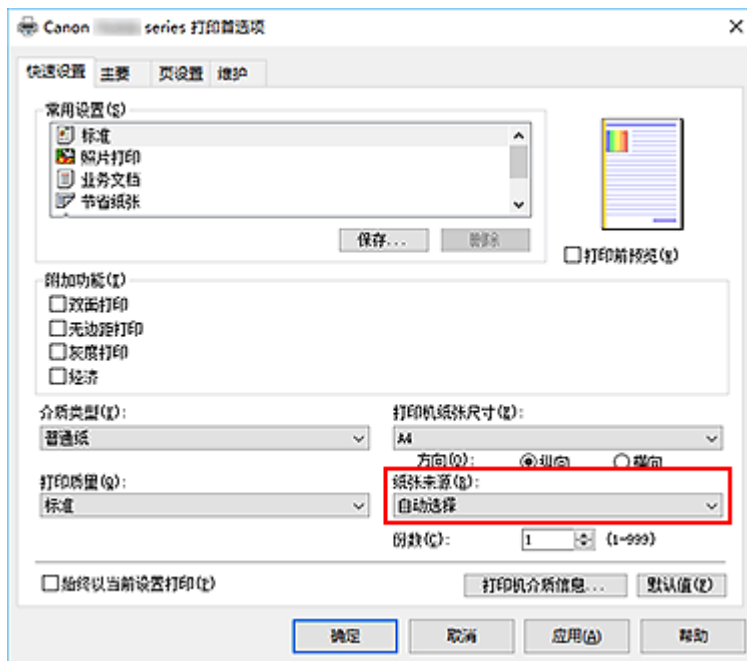 Canon series 打印首选项
快速设置 主要 页设置 维护
常用设置(S)
标准
照片打印
业务文档
节省纸张
保存... 删除
打印前预览(W)
附加功能(I)
双面打印
无边距打印
灰度打印
经济
介质类型(Y): 打印机纸张尺寸(Z):
普通纸 A4
方向(O): 纵向 横向
打印质量(Q): 纸张来源(R):
标准 自动选择
份数(C): 1 (1-999)
始终以当前设置打印(P)
打印机介质信息... 默认值(F)
确定 取消 应用(A) 帮助